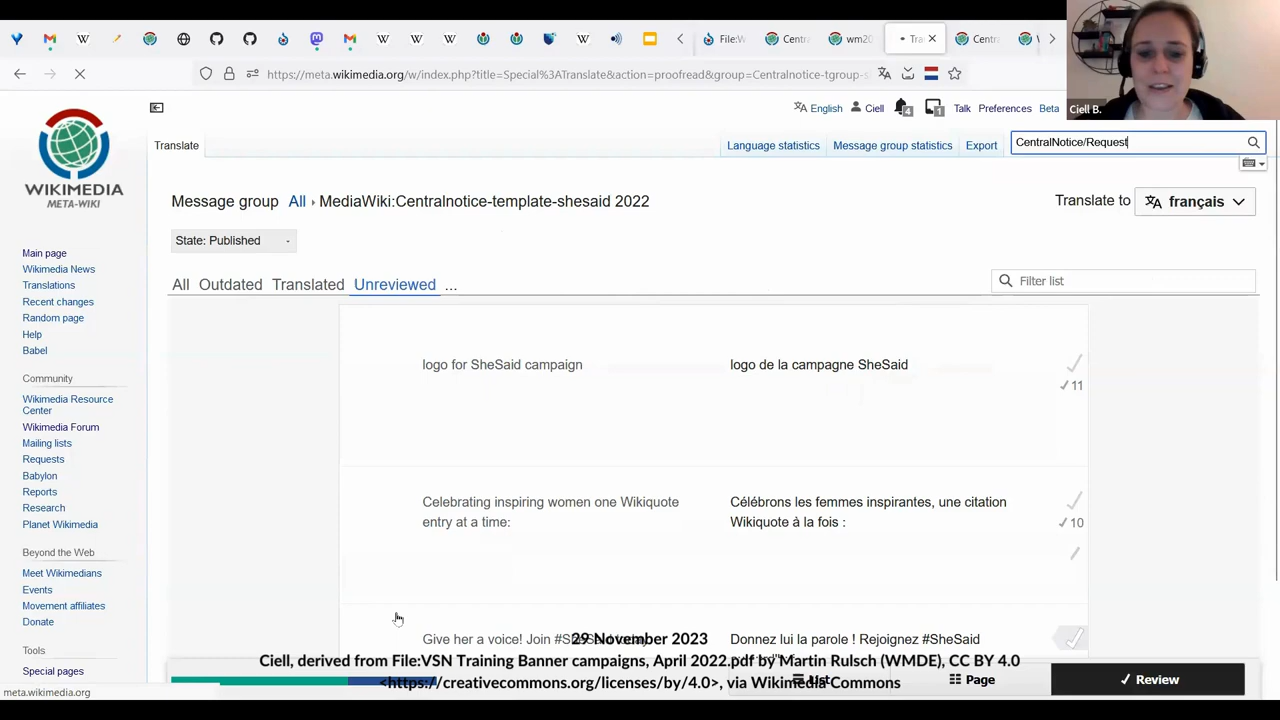 File:W
Centra
wm20
Tra
Centra
https://meta.wikimedia.org/w/index.php?title=Special%3ATranslate&action=proofread&group=Centralnotice-tgroup-s
Ciell B.
English
Ciell
4
1
Talk
Preferences
Beta
Translate
Language statistics
Message group statistics
Export
CentralNotice/Request
WIKIMEDIA
META-WIKI
Message group All › MediaWiki:Centralnotice-template-shesaid 2022
Translate to
français
State: Published
All
Outdated
Translated
Unreviewed
...
Filter list
Main page
Wikimedia News
Translations
Recent changes
Random page
Help
Babel
Community
Wikimedia Resource
Center
Wikimedia Forum
Mailing lists
Requests
Babylon
Reports
Research
Planet Wikimedia
Beyond the Web
Meet Wikimedians
Events
Movement affiliates
Donate
Tools
Special pages
logo for SheSaid campaign
logo de la campagne SheSaid
11
Celebrating inspiring women one Wikiquote
entry at a time:
Célébrons les femmes inspirantes, une citation
Wikiquote à la fois :
10
Give her a voice! Join
Donnez lui la parole ! Rejoignez #SheSaid
29 November 2023
Ciell, derived from File:VSN Training Banner campaigns, April 2022.pdf by Martin Rulsch (WMDE), CC BY 4.0
<https://creativecommons.org/licenses/by/4.0>, via Wikimedia Commons
List
Page
Review
meta.wikimedia.org